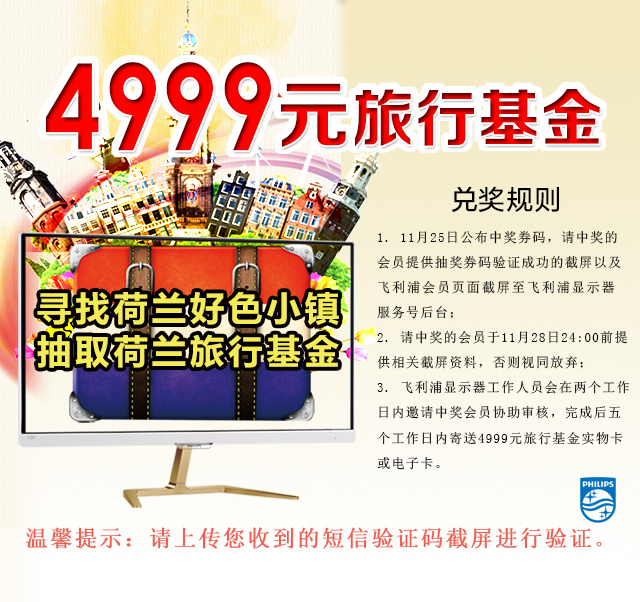 4999元旅行基金
兑奖规则
1. 11月25日公布中奖券码，请中奖的
会员提供抽奖券码验证成功的截屏以及
飞利浦会员页面截屏至飞利浦显示器
服务号后台；
2. 请中奖的会员于11月28日24:00前提
供相关截屏资料，否则视同放弃；
3. 飞利浦显示器工作人员会在两个工作
日内邀请中奖会员协助审核，完成后五
个工作日内寄送4999元旅行基金实物卡
或电子卡。
寻找荷兰好色小镇
抽取荷兰旅行基金
PHILIPS
温馨提示：请上传您收到的短信验证码截屏进行验证。